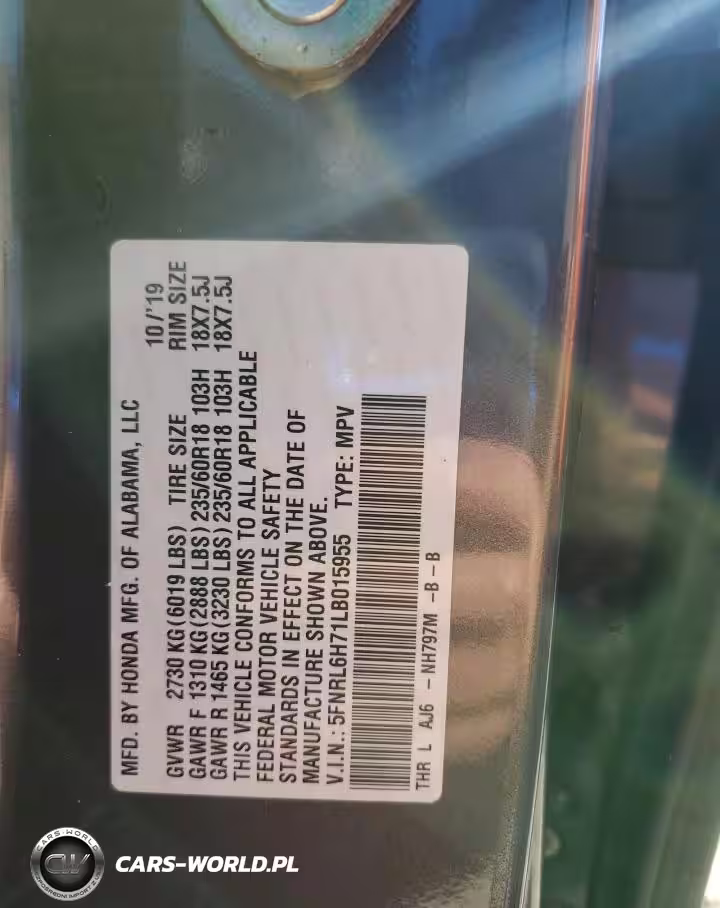 MFD. BY HONDA MFG. OF ALABAMA, LLC 10/'19
GVWR 2730 KG(6019 LBS) TIRE SIZE RIM SIZE
GAWR F 1310 KG(2888 LBS)235/60R18 103H 18X7.5J
GAWR R 1465 KG(3230 LBS)235/60R18 103H 18X7.5J
THIS VEHICLE CONFORMS TO ALL APPLICABLE
FEDERAL MOTOR VEHICLE SAFETY
STANDARDS IN EFFECT ON THE DATE OF
MANUFACTURE SHOWN ABOVE.
V.I.N.: 5FNRL6H71LB015955 TYPE: MPV
THR L AJ6 - NH797M -B-B
CARS-WORLD
CW
CARS-WORLD.PL